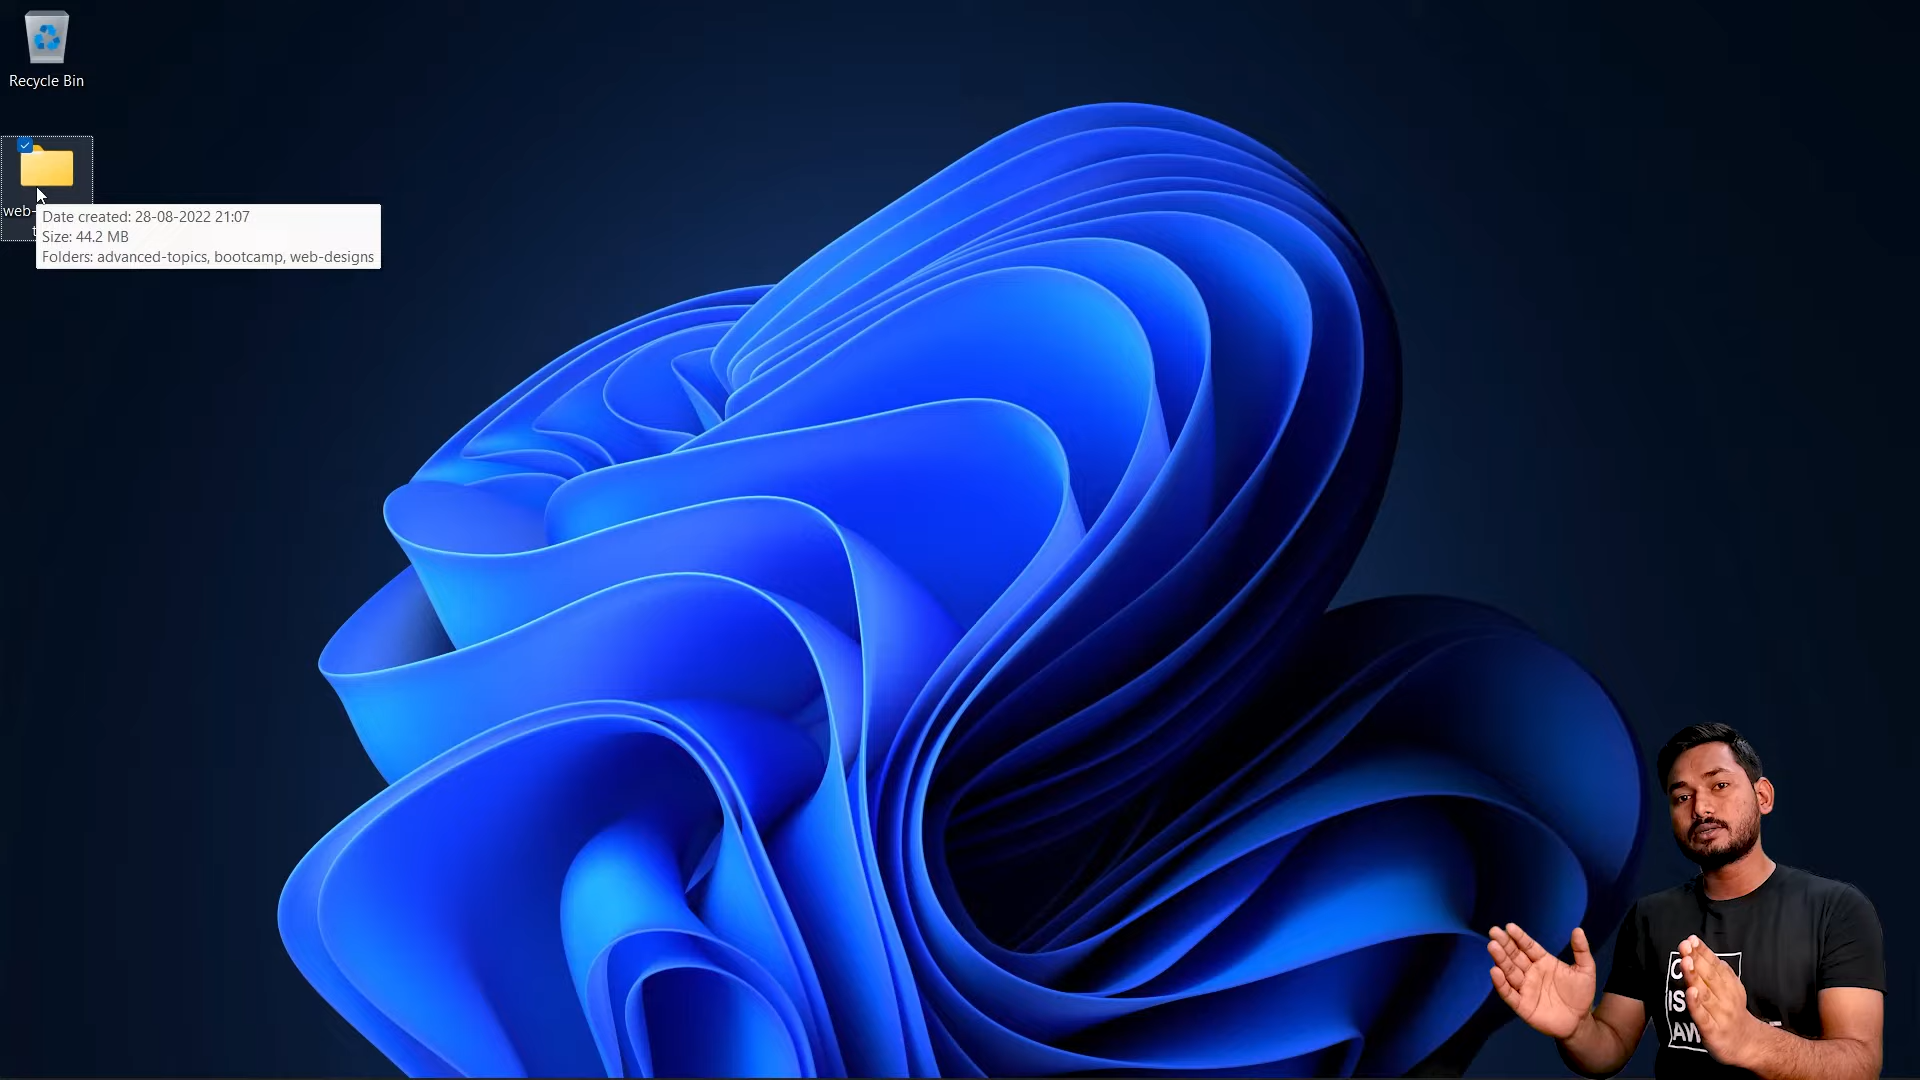 Recycle Bin
web-
Date created: 28-08-2022 21:07
Size: 44.2 MB
Folders: advanced-topics, bootcamp, web-designs
IS